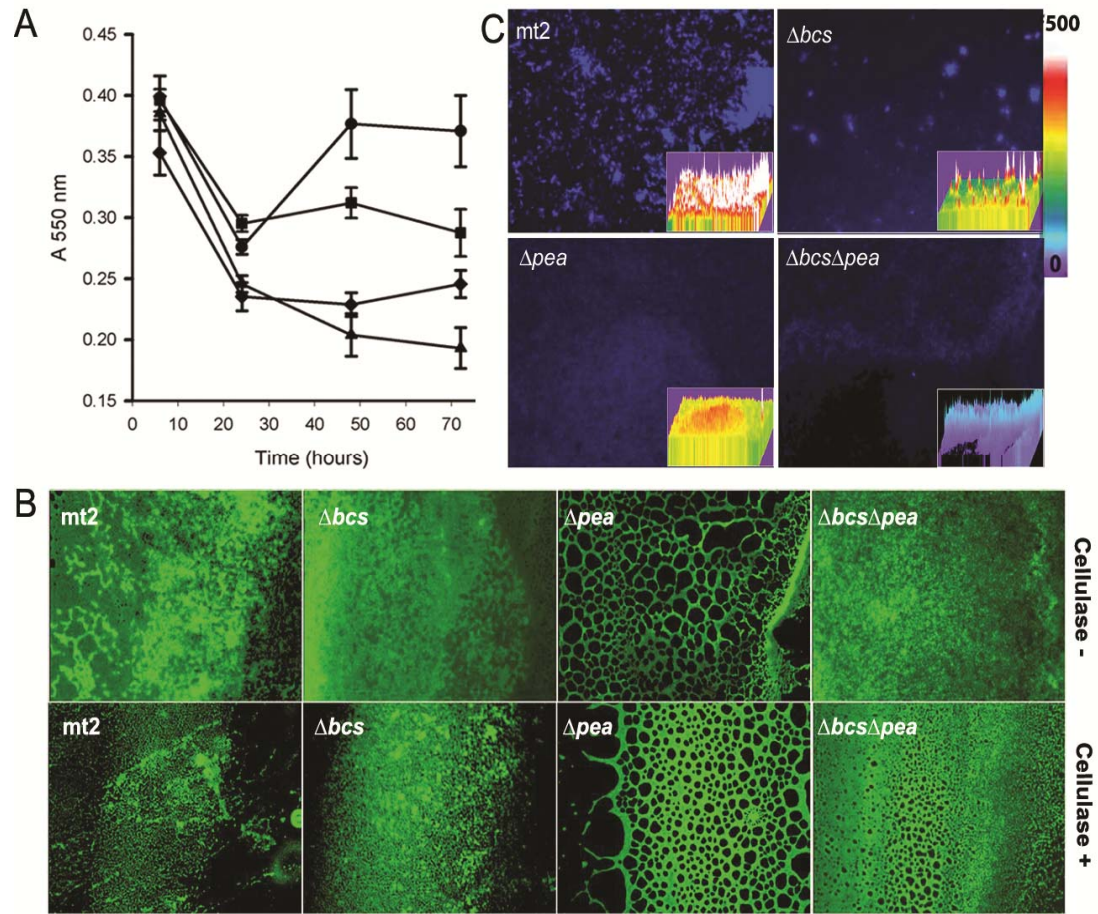 A
0.45
0.40
0.35
0.30
0.25
0.20
0.15
A 550 nm
0 10 20 30 40 50 60 70
Time (hours)
C
mt2
Δbcs
500
0
Δpea
ΔbcsΔpea
B
mt2
Δbcs
Δpea
ΔbcsΔpea
Cellulase -
mt2
Δbcs
Δpea
ΔbcsΔpea
Cellulase +